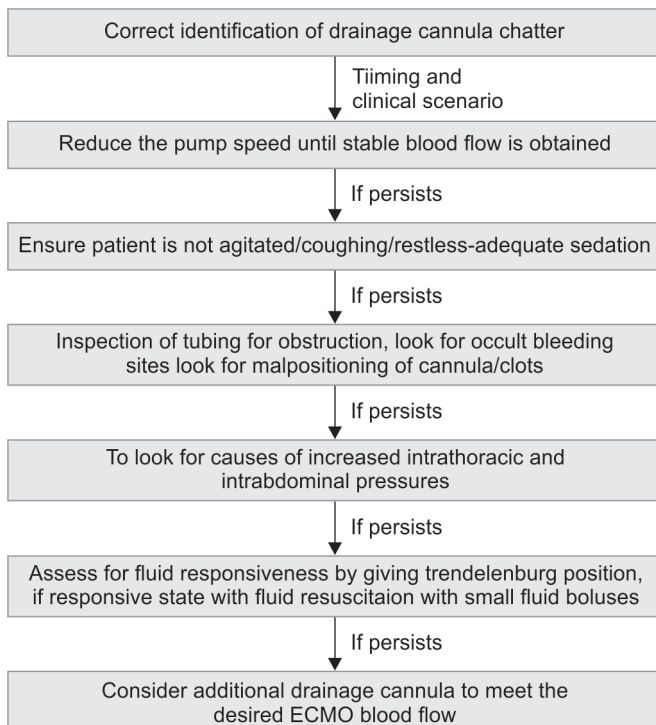 Correct identification of drainage cannula chatter
Tiiming and
clinical scenario
Reduce the pump speed until stable blood flow is obtained
If persists
Ensure patient is not agitated/coughing/restless-adequate sedation
If persists
Inspection of tubing for obstruction, look for occult bleeding
sites look for malpositioning of cannula/clots
If persists
To look for causes of increased intrathoracic and
intrabdominal pressures
If persists
Assess for fluid responsiveness by giving trendelenburg position,
if responsive state with fluid resuscitaion with small fluid boluses
If persists
Consider additional drainage cannula to meet the
desired ECMO blood flow